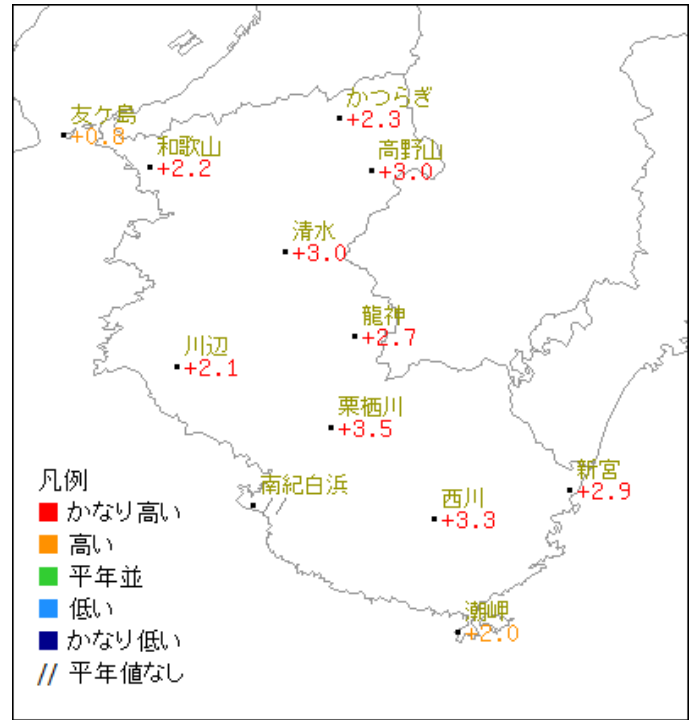 かつらぎ
+2.3
友ケ島
+0.8
和歌山
+2.2
高野山
+3.0
清水
+3.0
龍神
+2.7
川辺
+2.1
栗栖川
+3.5
新宮
+2.9
南紀白浜
//
西川
+3.3
潮岬
+2.0
凡例
かなり高い
高い
平年並
低い
かなり低い
// 平年値なし